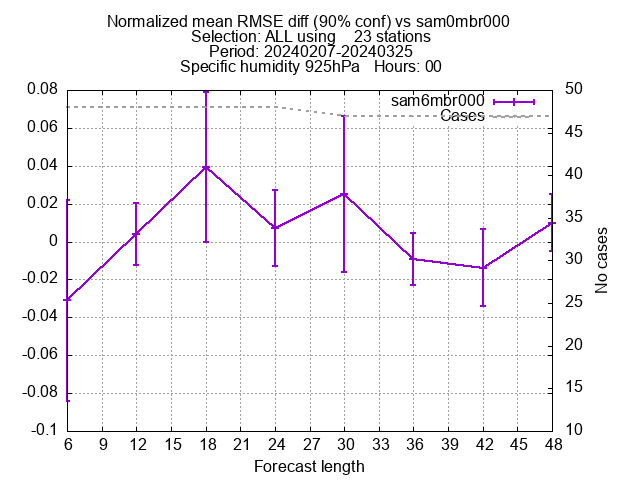 Normalized mean RMSE diff (90% conf) vs sam0mbr000
Selection: ALL using    23 stations
Period: 20240207-20240325
Specific humidity 925hPa   Hours: 00
sam6mbr000
Cases
0.08
0.06
0.04
0.02
0
-0.02
-0.04
-0.06
-0.08
-0.1
50
45
40
35
30
25
20
15
10
No cases
6 9 12 15 18 21 24 27 30 33 36 39 42 45 48
Forecast length